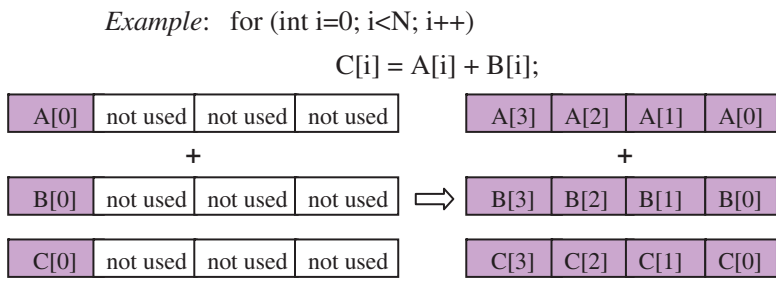 Example: for (int i=0; i<N; i++)
C[i] = A[i] + B[i];
A[0] not used not used not used A[3] A[2] A[1] A[0]
+ +
B[0] not used not used not used B[3] B[2] B[1] B[0]
C[0] not used not used not used C[3] C[2] C[1] C[0]